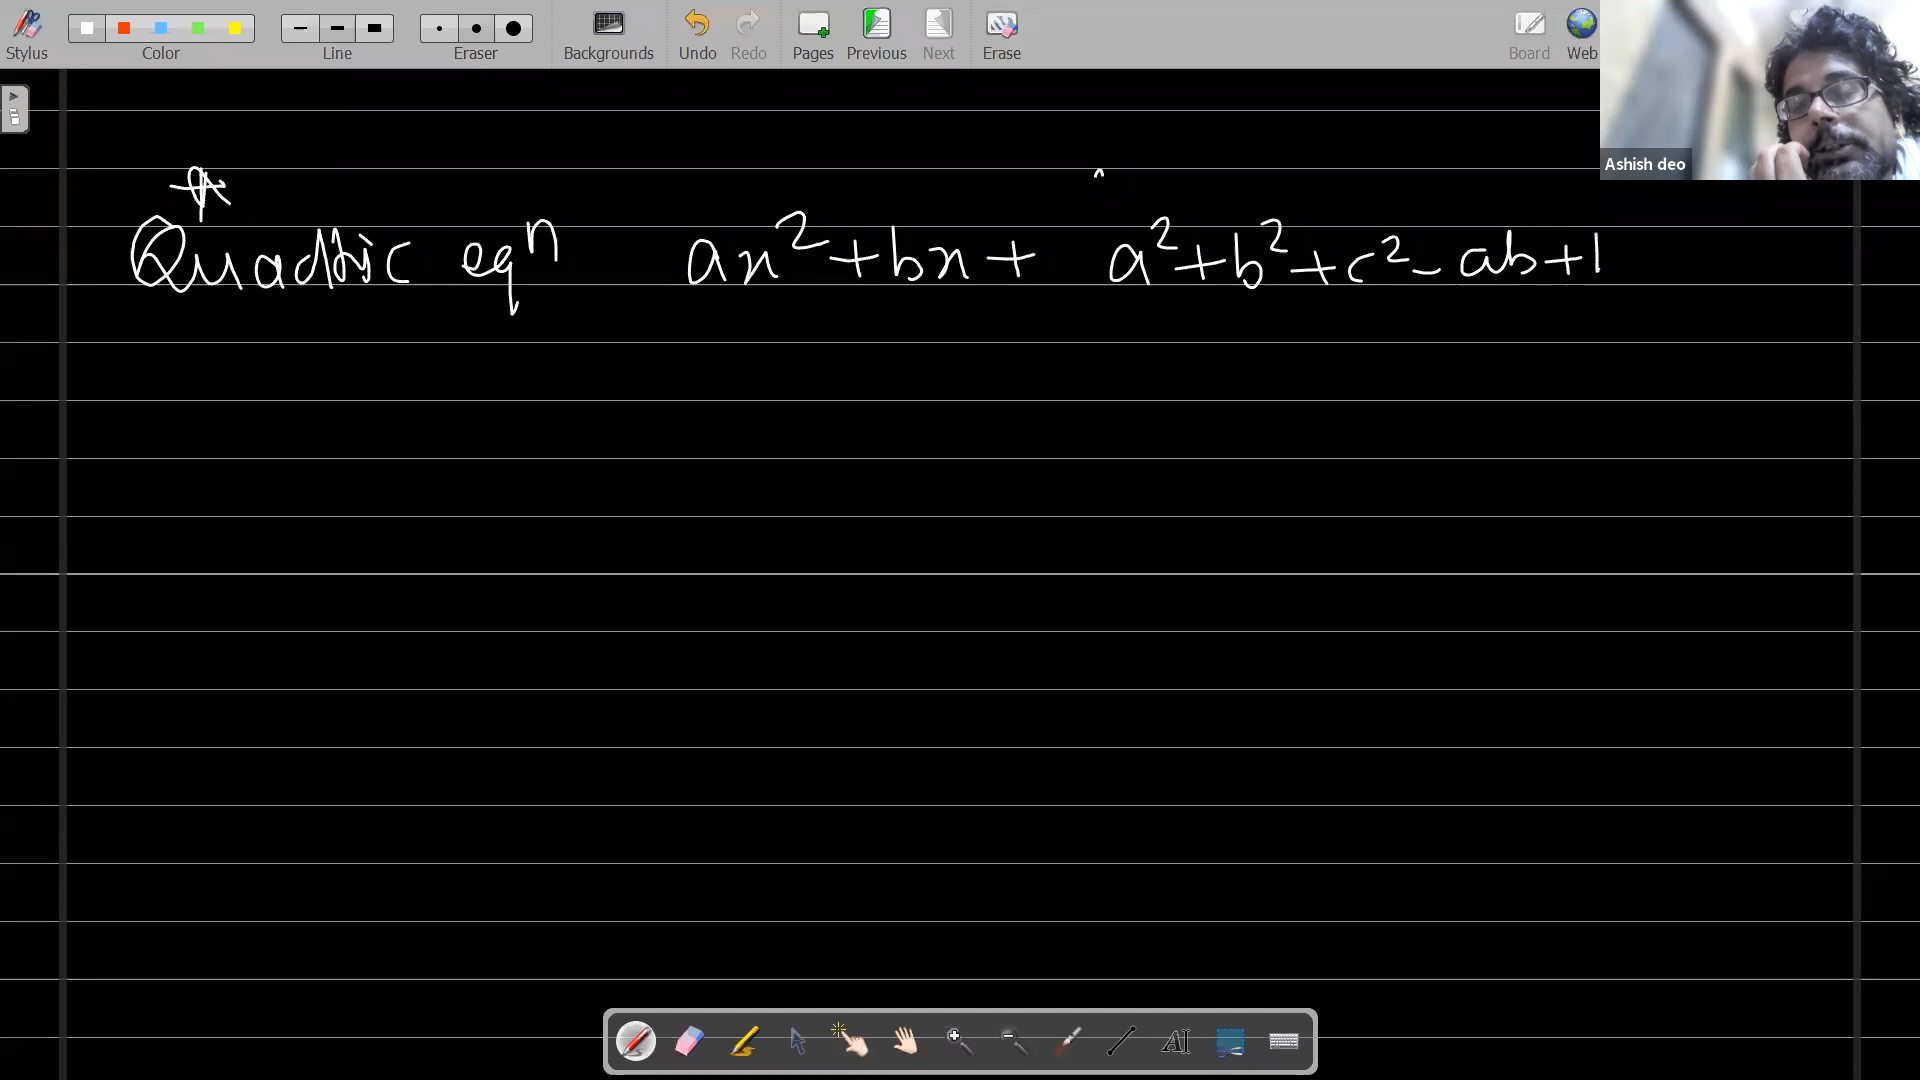 Stylus Color Line Eraser Backgrounds Undo Redo Pages Previous Next Erase Board Web
Ashish deo
Quadtic eqⁿ ax² + bx + a² + b² + c² - ab + 1
AI